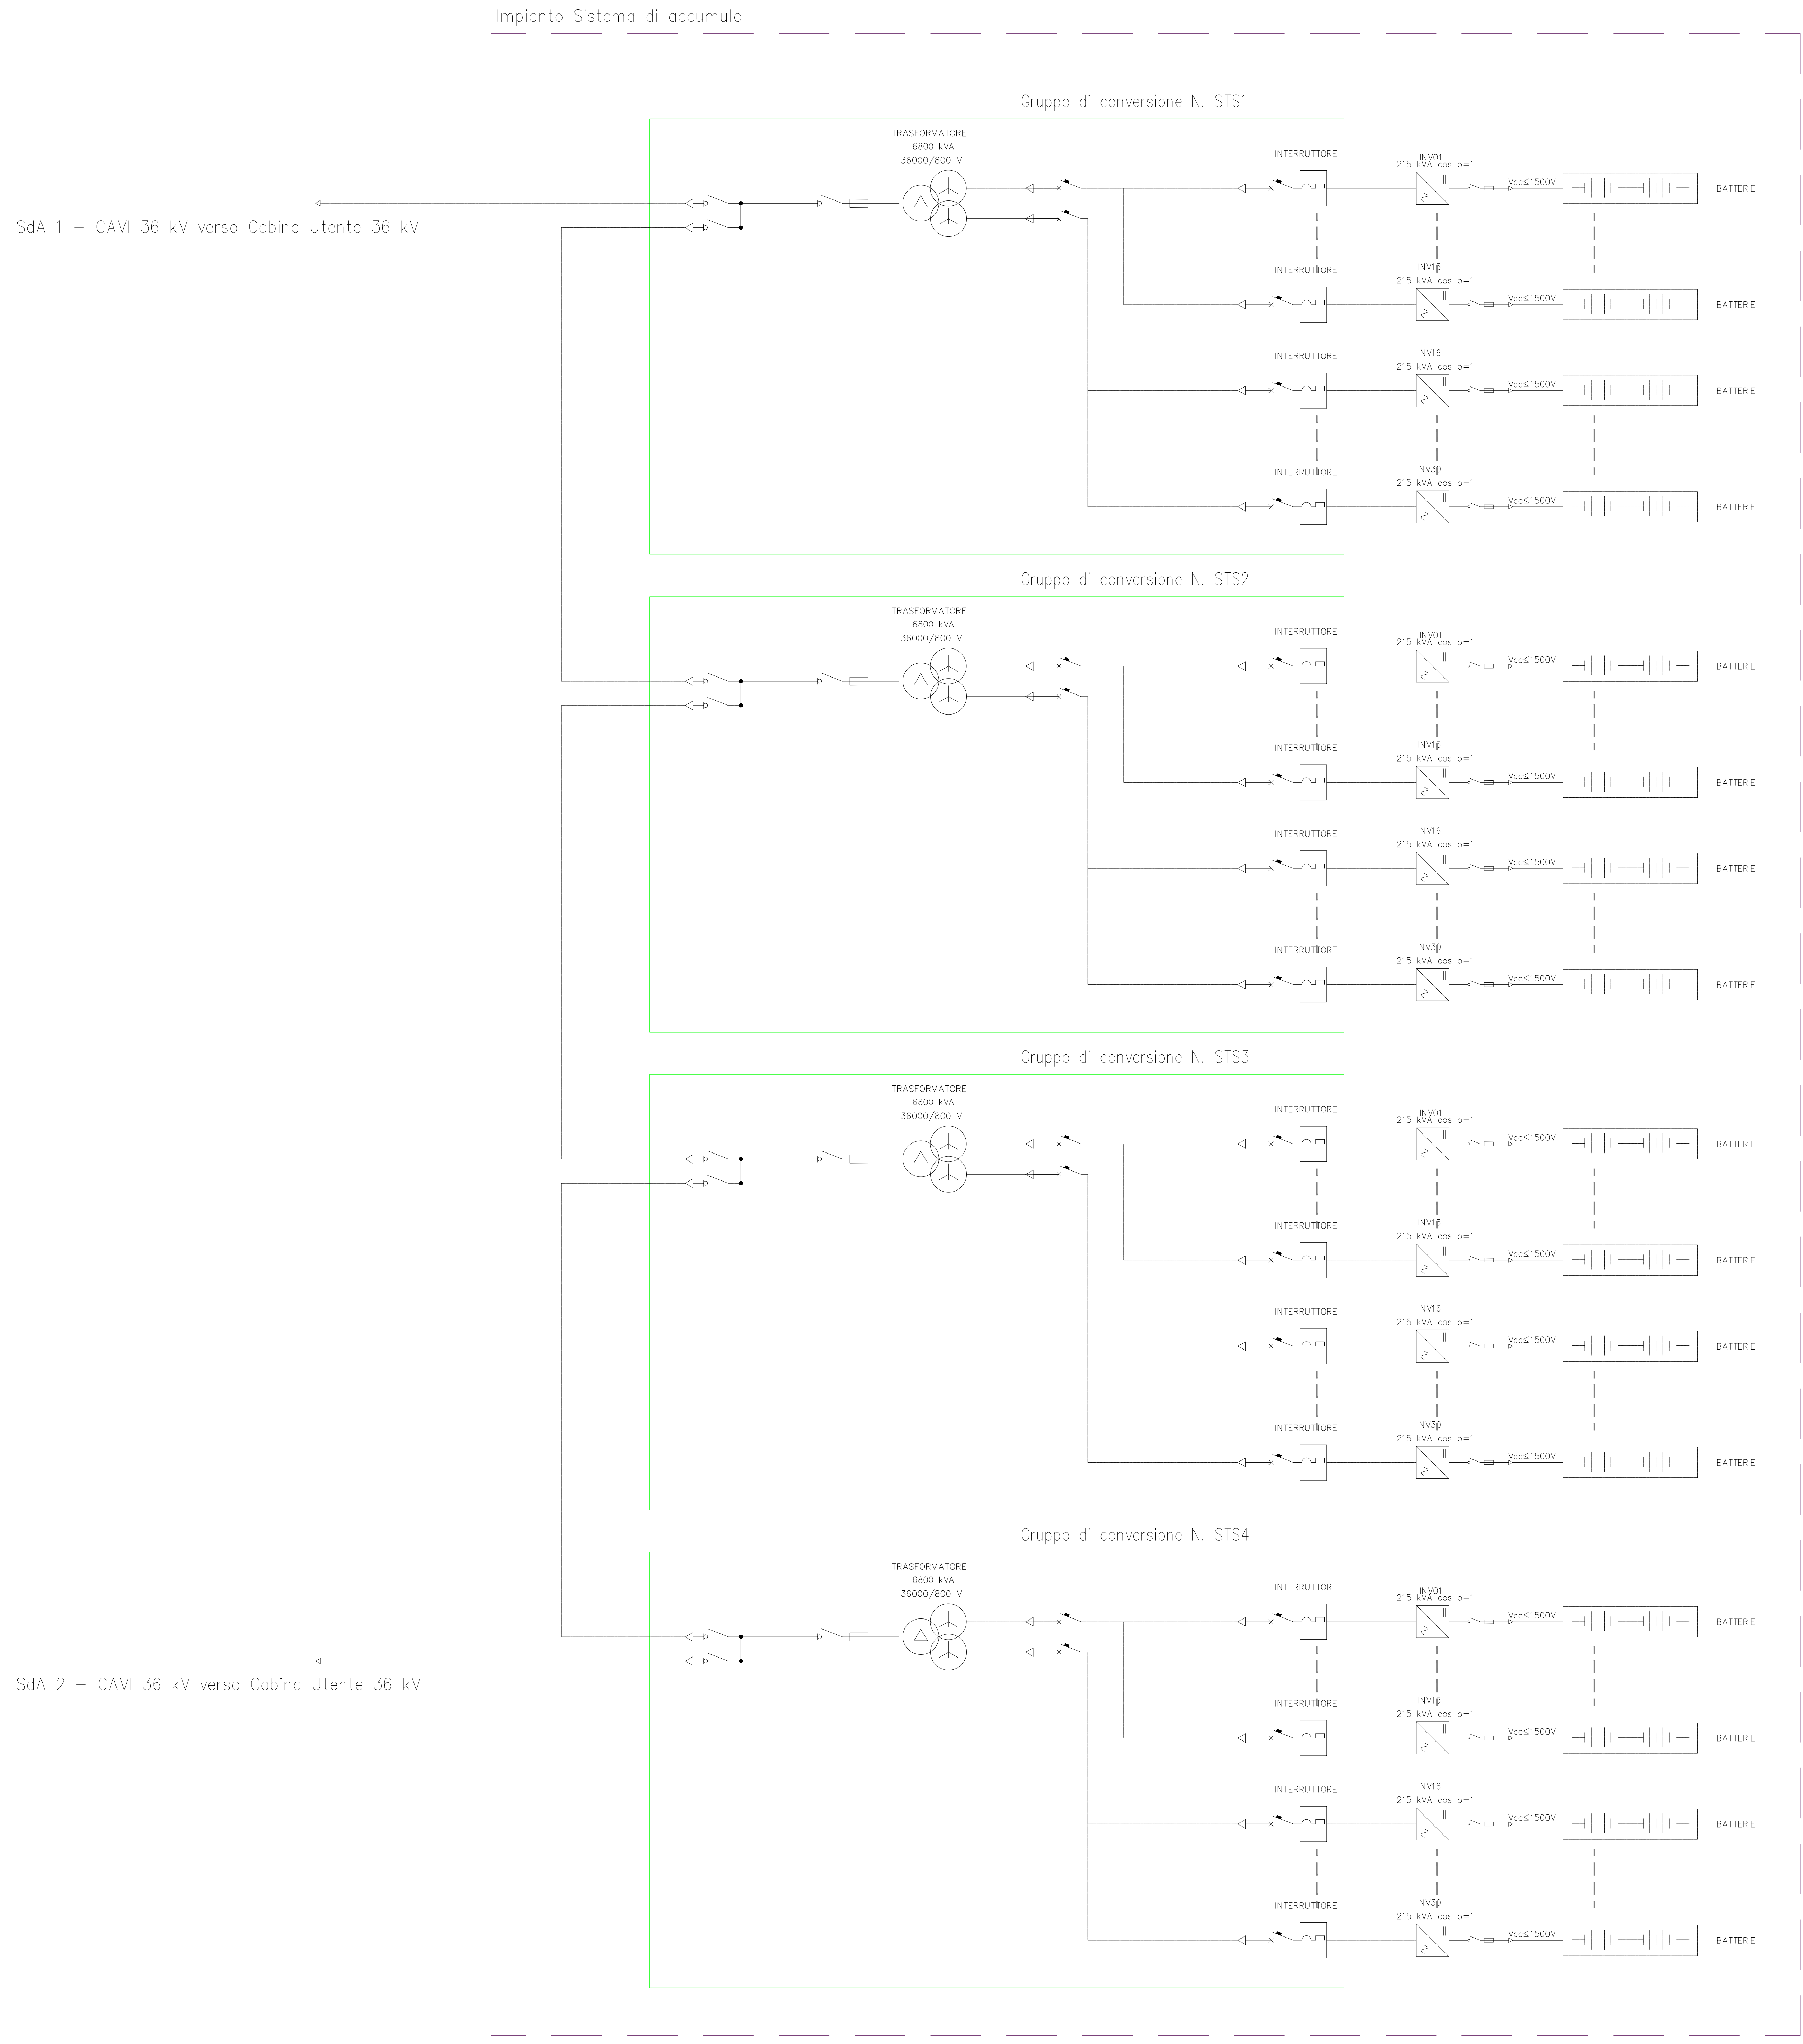 Impianto Sistema di accumulo
Gruppo di conversione N. STS1
TRASFORMATORE
6800 kVA
36000/800 V
INTERRUTTORE
INV01
215 kVA cos ϕ=1
Vcc≤1500V
BATTERIE
SdA 1 - CAVI 36 kV verso Cabina Utente 36 kV
INTERRUTTORE
INV15
215 kVA cos ϕ=1
Vcc≤1500V
BATTERIE
INTERRUTTORE
INV16
215 kVA cos ϕ=1
Vcc≤1500V
BATTERIE
INTERRUTTORE
INV30
215 kVA cos ϕ=1
Vcc≤1500V
BATTERIE
Gruppo di conversione N. STS2
TRASFORMATORE
6800 kVA
36000/800 V
INTERRUTTORE
INV01
215 kVA cos ϕ=1
Vcc≤1500V
BATTERIE
INTERRUTTORE
INV15
215 kVA cos ϕ=1
Vcc≤1500V
BATTERIE
INTERRUTTORE
INV16
215 kVA cos ϕ=1
Vcc≤1500V
BATTERIE
INTERRUTTORE
INV30
215 kVA cos ϕ=1
Vcc≤1500V
BATTERIE
Gruppo di conversione N. STS3
TRASFORMATORE
6800 kVA
36000/800 V
INTERRUTTORE
INV01
215 kVA cos ϕ=1
Vcc≤1500V
BATTERIE
INTERRUTTORE
INV15
215 kVA cos ϕ=1
Vcc≤1500V
BATTERIE
INTERRUTTORE
INV16
215 kVA cos ϕ=1
Vcc≤1500V
BATTERIE
INTERRUTTORE
INV30
215 kVA cos ϕ=1
Vcc≤1500V
BATTERIE
Gruppo di conversione N. STS4
TRASFORMATORE
6800 kVA
36000/800 V
INTERRUTTORE
INV01
215 kVA cos ϕ=1
Vcc≤1500V
BATTERIE
SdA 2 - CAVI 36 kV verso Cabina Utente 36 kV
INTERRUTTORE
INV15
215 kVA cos ϕ=1
Vcc≤1500V
BATTERIE
INTERRUTTORE
INV16
215 kVA cos ϕ=1
Vcc≤1500V
BATTERIE
INTERRUTTORE
INV30
215 kVA cos ϕ=1
Vcc≤1500V
BATTERIE